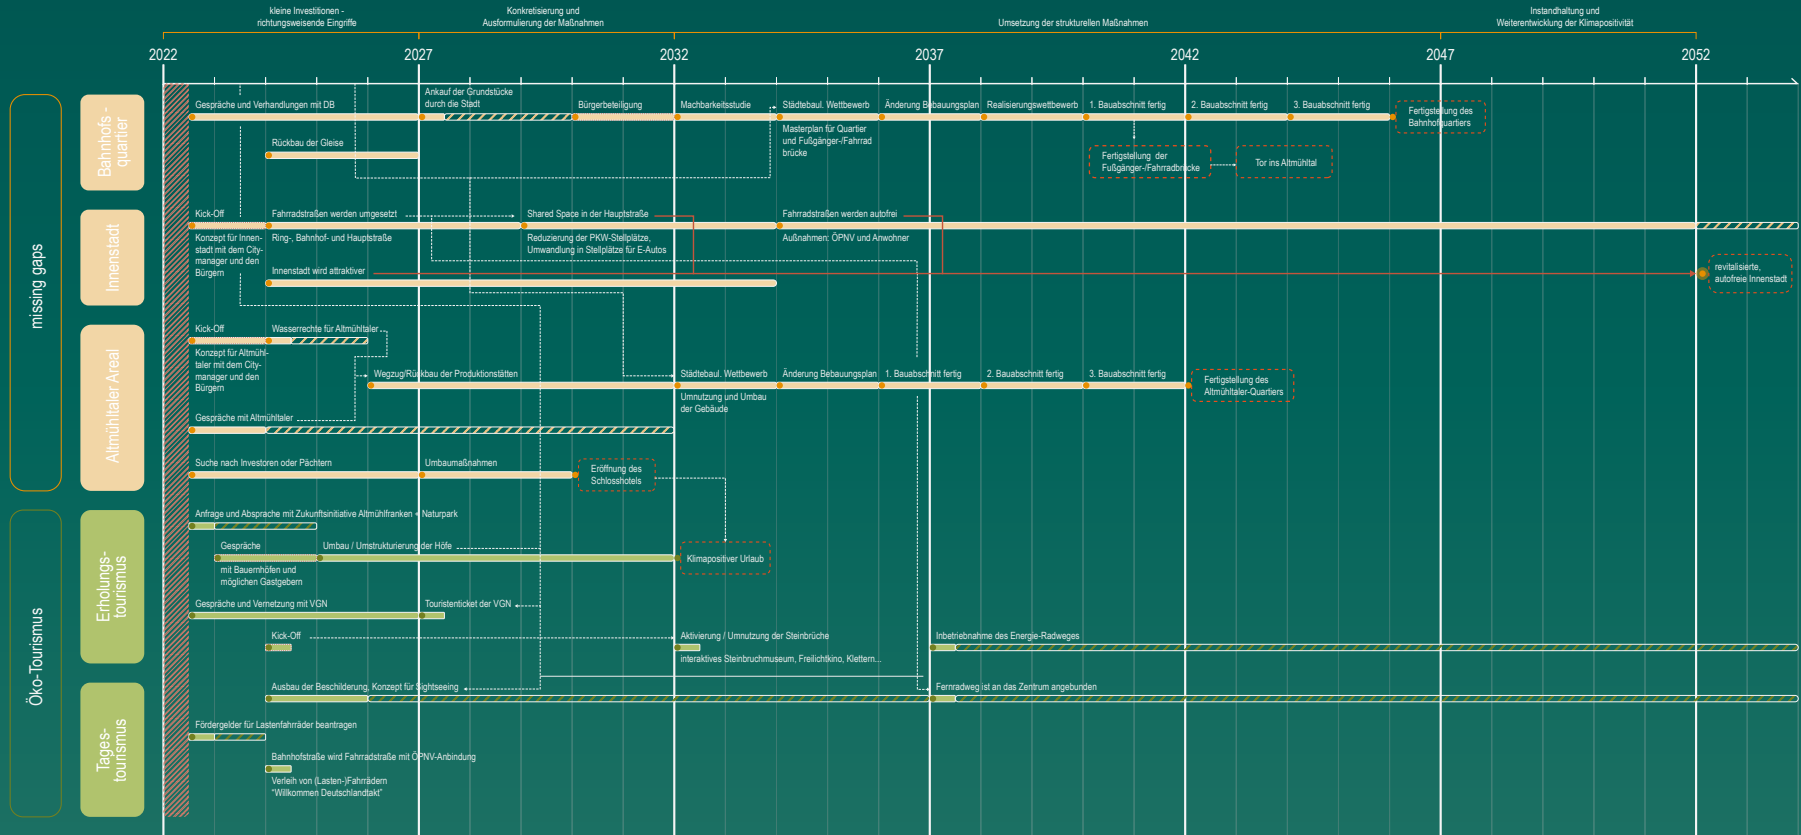 kleine Investitionen -
richtungsweisende Eingriffe
Konkretisierung und
Ausformulierung der Maßnahmen
Umsetzung der strukturellen Maßnahmen
Instandhaltung und
Weiterentwicklung der Klimapositivität
2022
2027
2032
2037
2042
2047
2052
missing gaps
Bahnhofs -
quartier
Gespräche und Verhandlungen mit DB
Ankauf der Grundstücke
durch die Stadt
Bürgerbeteiligung
Machbarkeitsstudie
Städtebaul. Wettbewerb
Änderung Bebauungsplan
Realisierungswettbewerb
1. Bauabschnitt fertig
2. Bauabschnitt fertig
3. Bauabschnitt fertig
Fertigstellung des
Bahnhofquartiers
Masterplan für Quartier
und Fußgänger-/Fahrrad
brücke
Rückbau der Gleise
Fertigstellung der
Fußgänger-/Fahrradbrücke
Tor ins Altmühltal
Innenstadt
Kick-Off
Fahrradstraßen werden umgesetzt
Shared Space in der Hauptstraße
Fahrradstraßen werden autofrei
Konzept für Innen-
stadt mit dem City-
manager und den
Bürgern
Ring-, Bahnhof- und Hauptstraße
Reduzierung der PKW-Stellplätze,
Umwandlung in Stellplätze für E-Autos
Außnahmen: ÖPNV und Anwohner
Innenstadt wird attraktiver
revitalisierte,
autofreie Innenstadt
Altmühltaler Areal
Kick-Off
Wasserrechte für Altmühltaler
Konzept für Altmühl-
taler mit dem City-
manager und den
Bürgern
Wegzug/Rückbau der Produktionstätten
Städtebaul. Wettbewerb
Änderung Bebauungsplan
1. Bauabschnitt fertig
2. Bauabschnitt fertig
3. Bauabschnitt fertig
Fertigstellung des
Altmühltaler-Quartiers
Umnutzung und Umbau
der Gebäude
Gespräche mit Altmühltaler
Suche nach Investoren oder Pächtern
Umbaumaßnahmen
Eröffnung des
Schlosshotels
Öko-Tourismus
Erholungs-
tourismus
Anfrage und Absprache mit Zukunftsinitiative Altmühlfranken + Naturpark
Gespräche
Umbau / Umstrukturierung der Höfe
mit Bauernhöfen und
möglichen Gastgebern
Klimapositiver Urlaub
Gespräche und Vernetzung mit VGN
Touristenticket der VGN
Kick-Off
Aktivierung / Umnutzung der Steinbrüche
interaktives Steinbruchmuseum, Freilichtkino, Klettern...
Inbetriebnahme des Energie-Radweges
Tages-
tourismus
Ausbau der Beschilderung, Konzept für Sightseeing
Fernradweg ist an das Zentrum angebunden
Fördergelder für Lastenfahrräder beantragen
Bahnhofstraße wird Fahrradstraße mit ÖPNV-Anbindung
Verleih von (Lasten-)Fahrrädern
"Willkommen Deutschlandtakt"